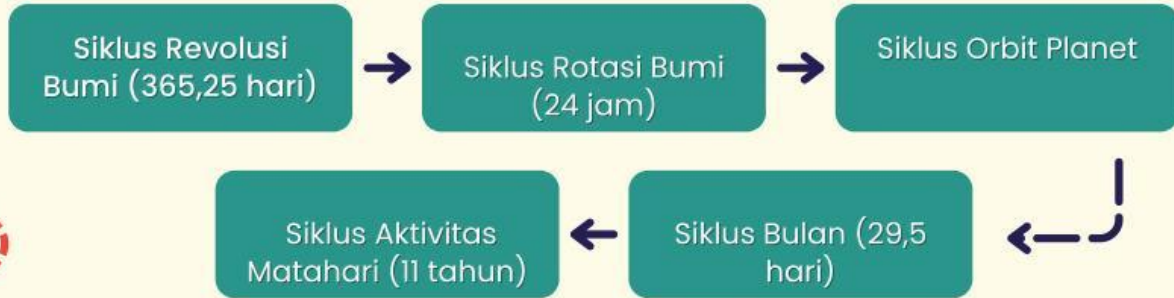 Siklus Revolusi
Bumi (365,25 hari)
Siklus Rotasi Bumi
(24 jam)
Siklus Orbit Planet
Siklus Bulan (29,5
hari)
Siklus Aktivitas
Matahari (11 tahun)